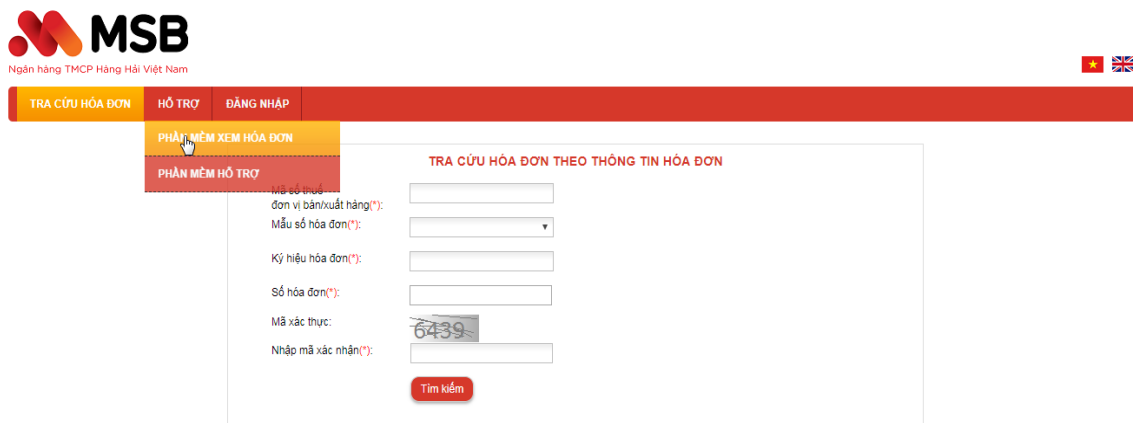 MSB
Ngân hàng TMCP Hàng Hải Việt Nam
TRA CỨU HÓA ĐƠN HỖ TRỢ ĐĂNG NHẬP
PHẦN MỀM XEM HÓA ĐƠN
PHẦN MỀM HỖ TRỢ
TRA CỨU HÓA ĐƠN THEO THÔNG TIN HÓA ĐƠN
Mã số thuế
đơn vị bán/xuất hàng(*):
Mẫu số hóa đơn(*):
Ký hiệu hóa đơn(*):
Số hóa đơn(*):
Mã xác thực:
6439
Nhập mã xác nhận(*):
Tìm kiếm